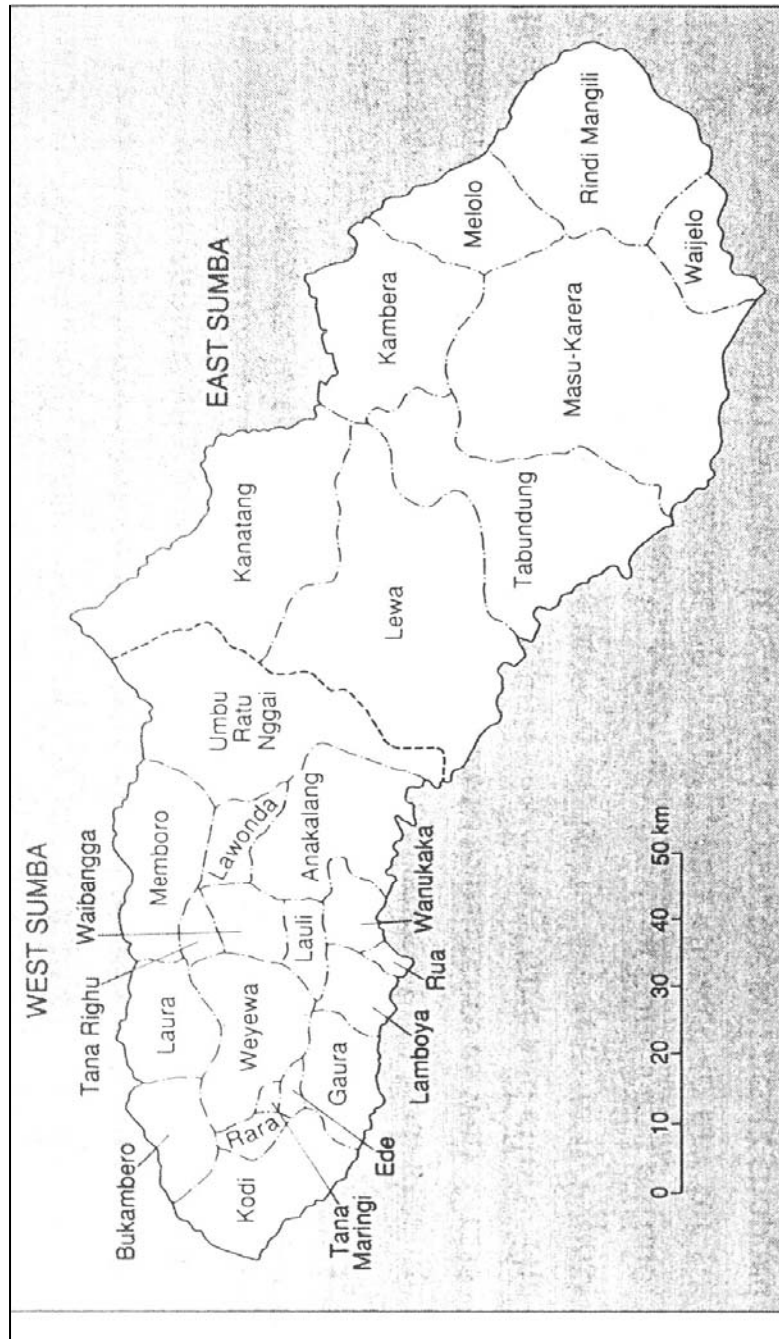 WEST SUMBA
EAST SUMBA
Tana Righu
Waibangga
Bukambero
Laura
Memboro
Kodi
Rara
Weyewa
Lawonda
Umbu
Ratu
Nggai
Kanatang
Lauli
Anakalang
Gaura
Tana
Maringi
Ede
Lamboya
Rua
Wanukaka
Lewa
Tabundung
Kambera
Melolo
Masu-Karera
Rindi Mangili
Waijelo
0 10 20 30 40 50 km